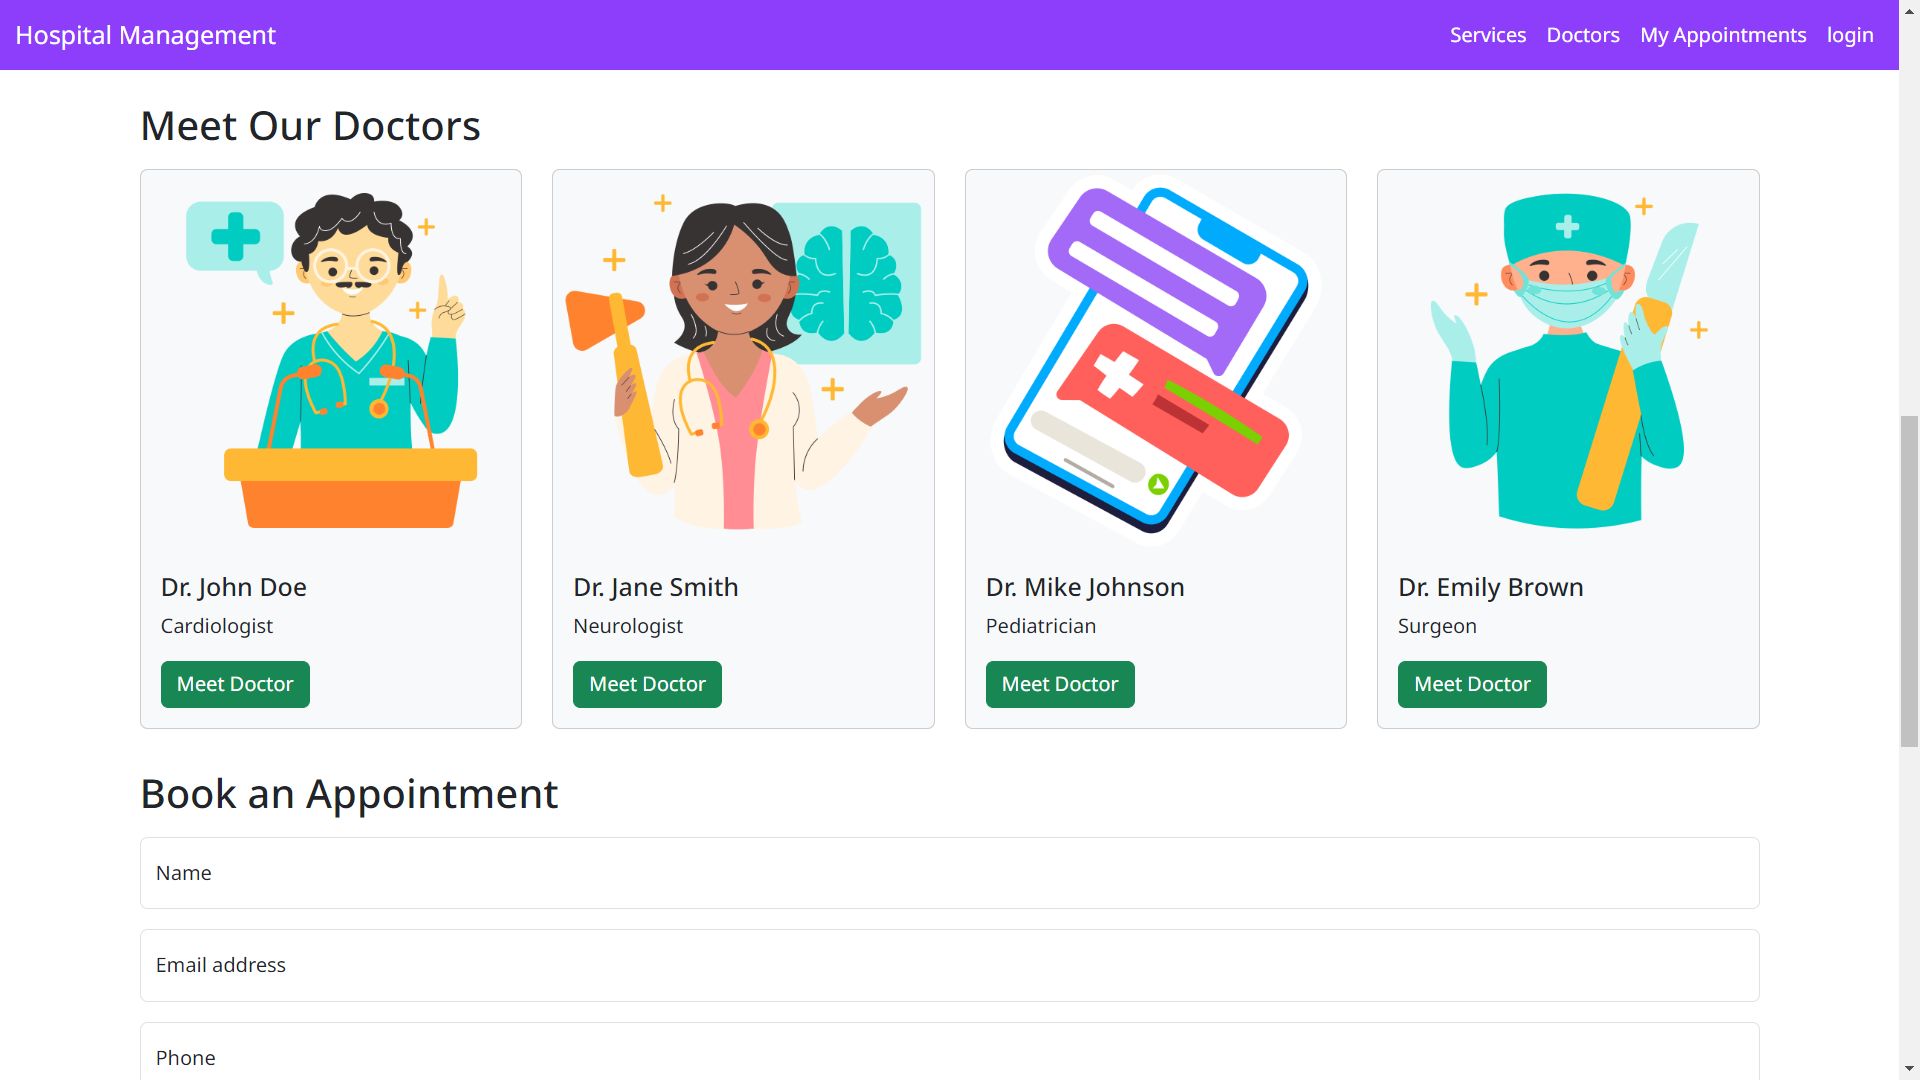 Hospital Management
Services Doctors My Appointments login
Meet Our Doctors
Dr. John Doe
Cardiologist
Meet Doctor
Dr. Jane Smith
Neurologist
Meet Doctor
Dr. Mike Johnson
Pediatrician
Meet Doctor
Dr. Emily Brown
Surgeon
Meet Doctor
Book an Appointment
Name
Email address
Phone